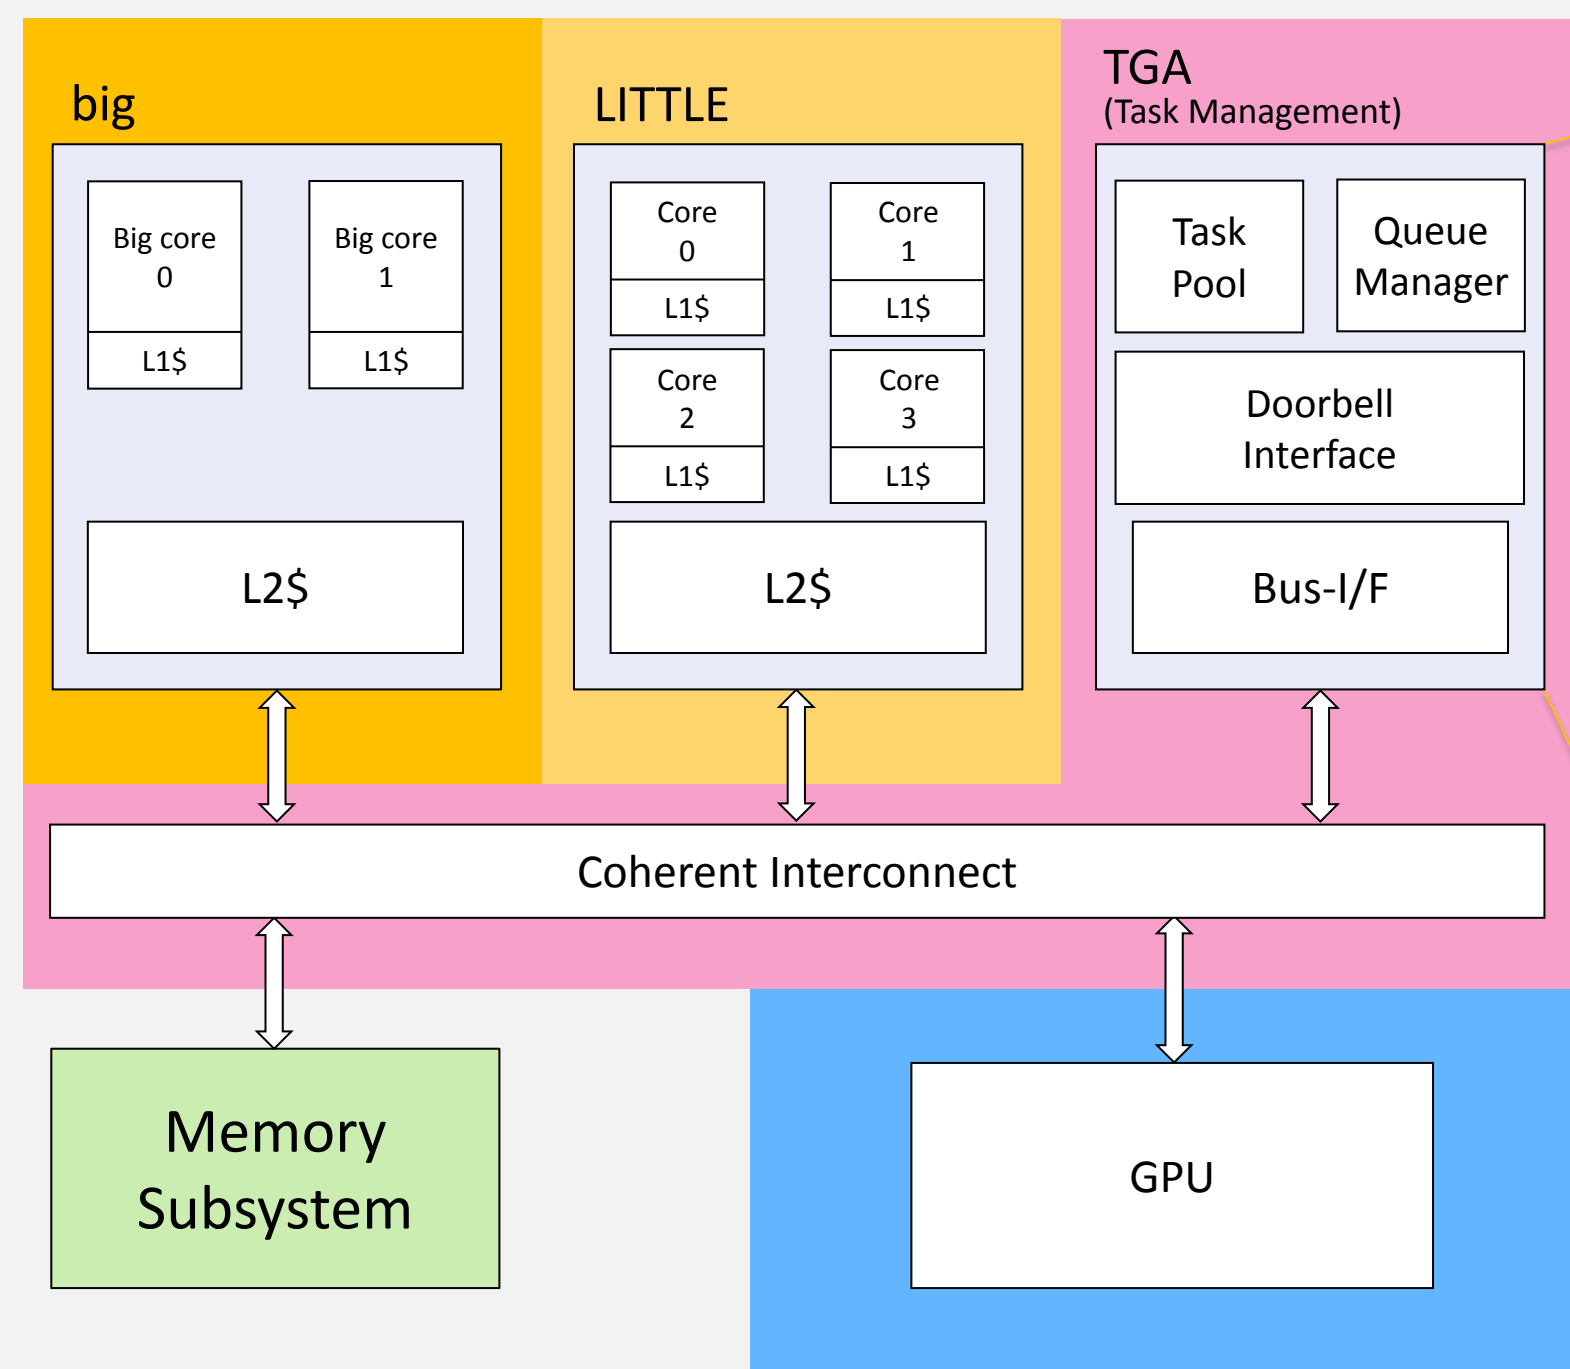 big
Big core
0
L1$
Big core
1
L1$
L2$
LITTLE
Core
0
L1$
Core
1
L1$
Core
2
L1$
Core
3
L1$
L2$
TGA
(Task Management)
Task
Pool
Queue
Manager
Doorbell
Interface
Bus-I/F
Coherent Interconnect
Memory
Subsystem
GPU